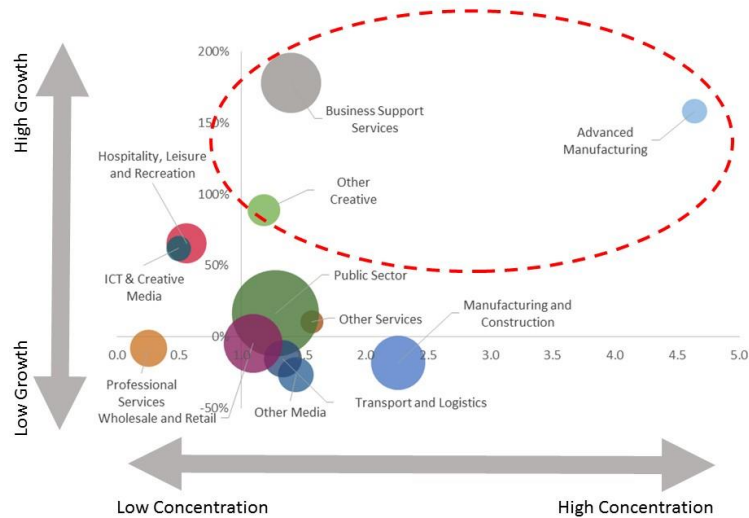 High Growth
Low Growth
200%
150%
100%
50%
0%
-50%
Business Support
Services
Advanced
Manufacturing
Hospitality, Leisure
and Recreation
Other
Creative
ICT & Creative
Media
Public Sector
Other Services
Manufacturing and
Construction
0.0
0.5
1.0
1.5
2.0
2.5
3.0
3.5
4.0
4.5
5.0
Professional
Services
Wholesale and Retail
Other Media
Transport and Logistics
Low Concentration
High Concentration